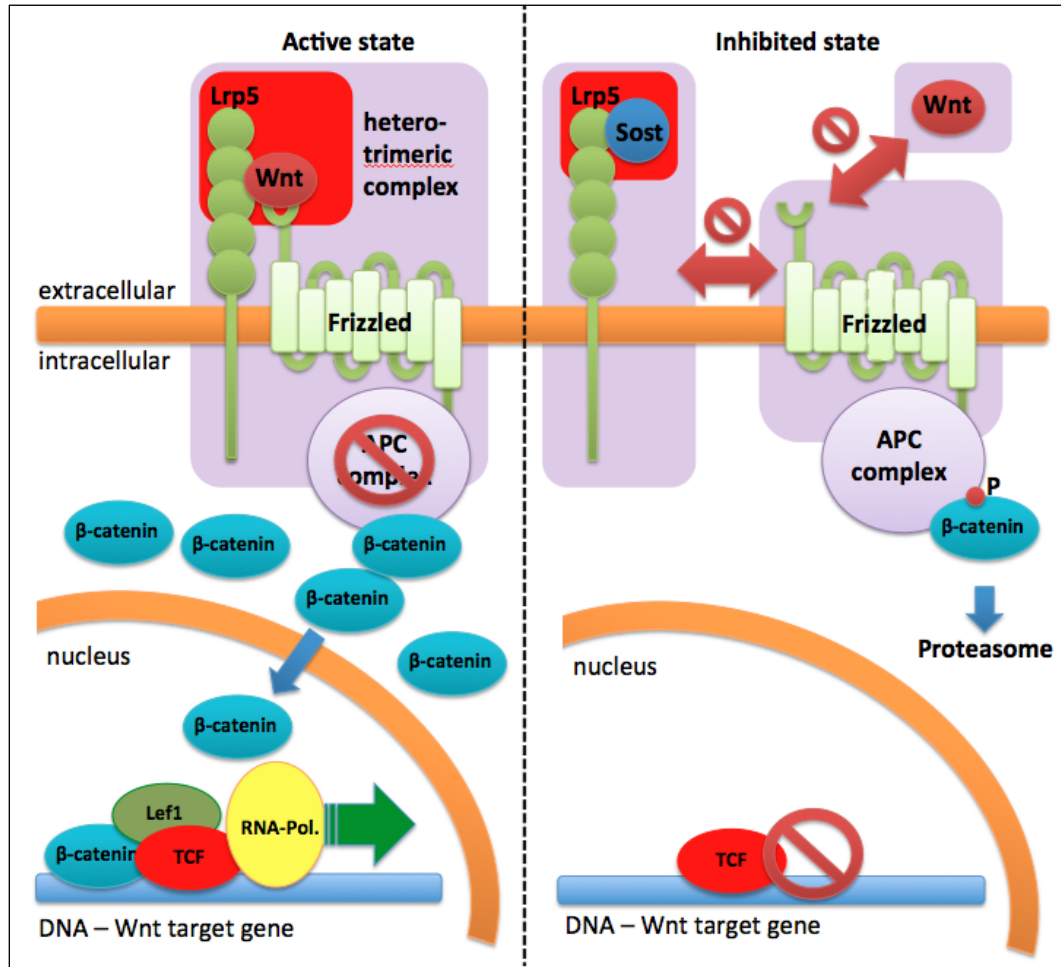 Active state
Lrp5
Wnt
hetero-
trimeric
complex
extracellular
intracellular
Frizzled
APC
complex
β-catenin
β-catenin
β-catenin
β-catenin
β-catenin
nucleus
β-catenin
Lef1
β-catenin
TCF
RNA-Pol.
DNA – Wnt target gene
Inhibited state
Lrp5
Sost
Wnt
Frizzled
APC
complex
P
β-catenin
Proteasome
nucleus
TCF
DNA – Wnt target gene